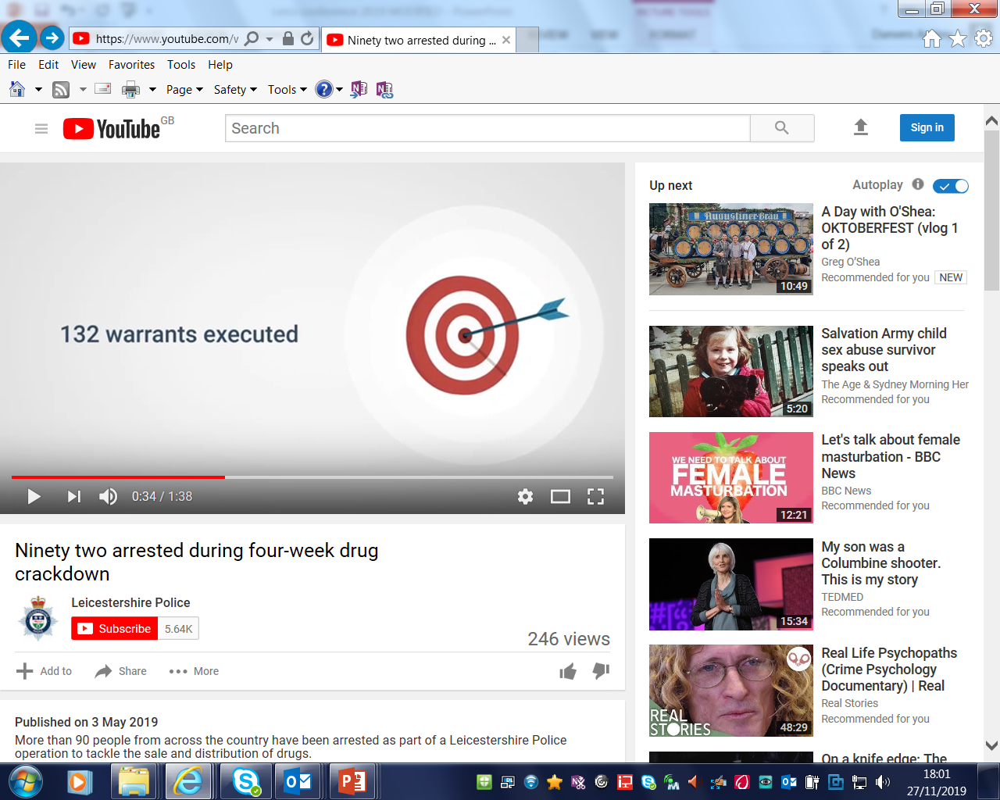 https://www.youtube.com/v
Ninety two arrested during ...
File Edit View Favorites Tools Help
Page Safety Tools
YouTube GB
Search
Sign in
132 warrants executed
0:34 / 1:38
Ninety two arrested during four-week drug
crackdown
Leicestershire Police
Subscribe 5.64K
246 views
Add to Share More
Published on 3 May 2019
More than 90 people from across the country have been arrested as part of a Leicestershire Police
operation to tackle the sale and distribution of drugs.
Up next Autoplay
Augustiner-Bräu
10:49
A Day with O'Shea:
OKTOBERFEST (vlog 1
of 2)
Greg O'Shea
Recommended for you NEW
5:20
Salvation Army child
sex abuse survivor
speaks out
The Age & Sydney Morning Her
Recommended for you
WE NEED TO TALK ABOUT
FEMALE
MASTURBATION
12:21
Let's talk about female
masturbation - BBC
News
BBC News
Recommended for you
15:34
My son was a
Columbine shooter.
This is my story
TEDMED
Recommended for you
REAL
STORIES
48:29
Real Life Psychopaths
(Crime Psychology
Documentary) | Real
Real Stories
Recommended for you
On a knife edge: The
18:01
27/11/2019